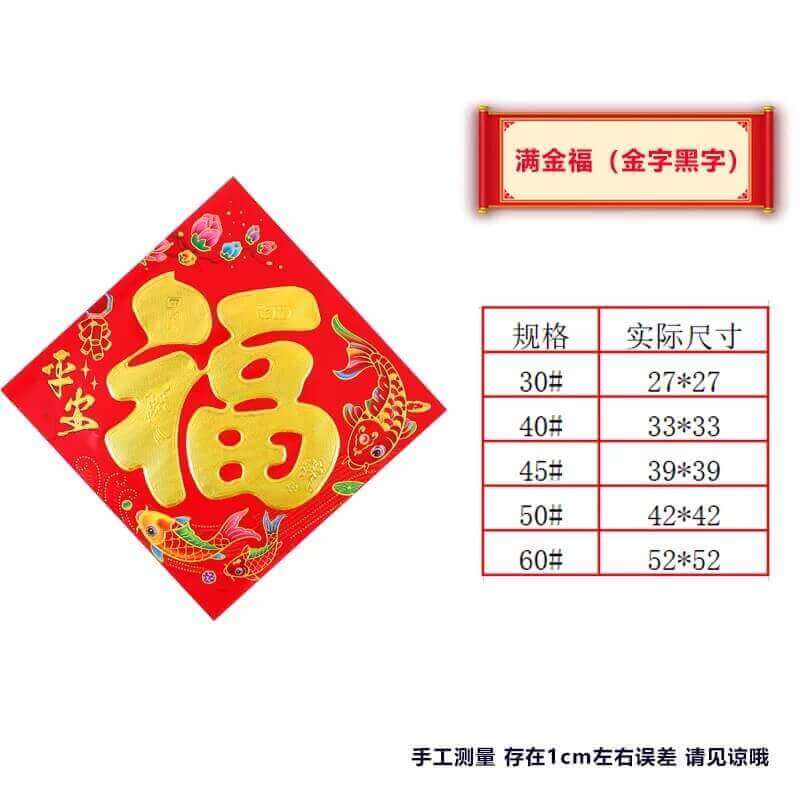 满金福（金字黑字）
福
平安
规格 实际尺寸
30# 27*27
40# 33*33
45# 39*39
50# 42*42
60# 52*52
手工测量 存在1cm左右误差 请见谅哦